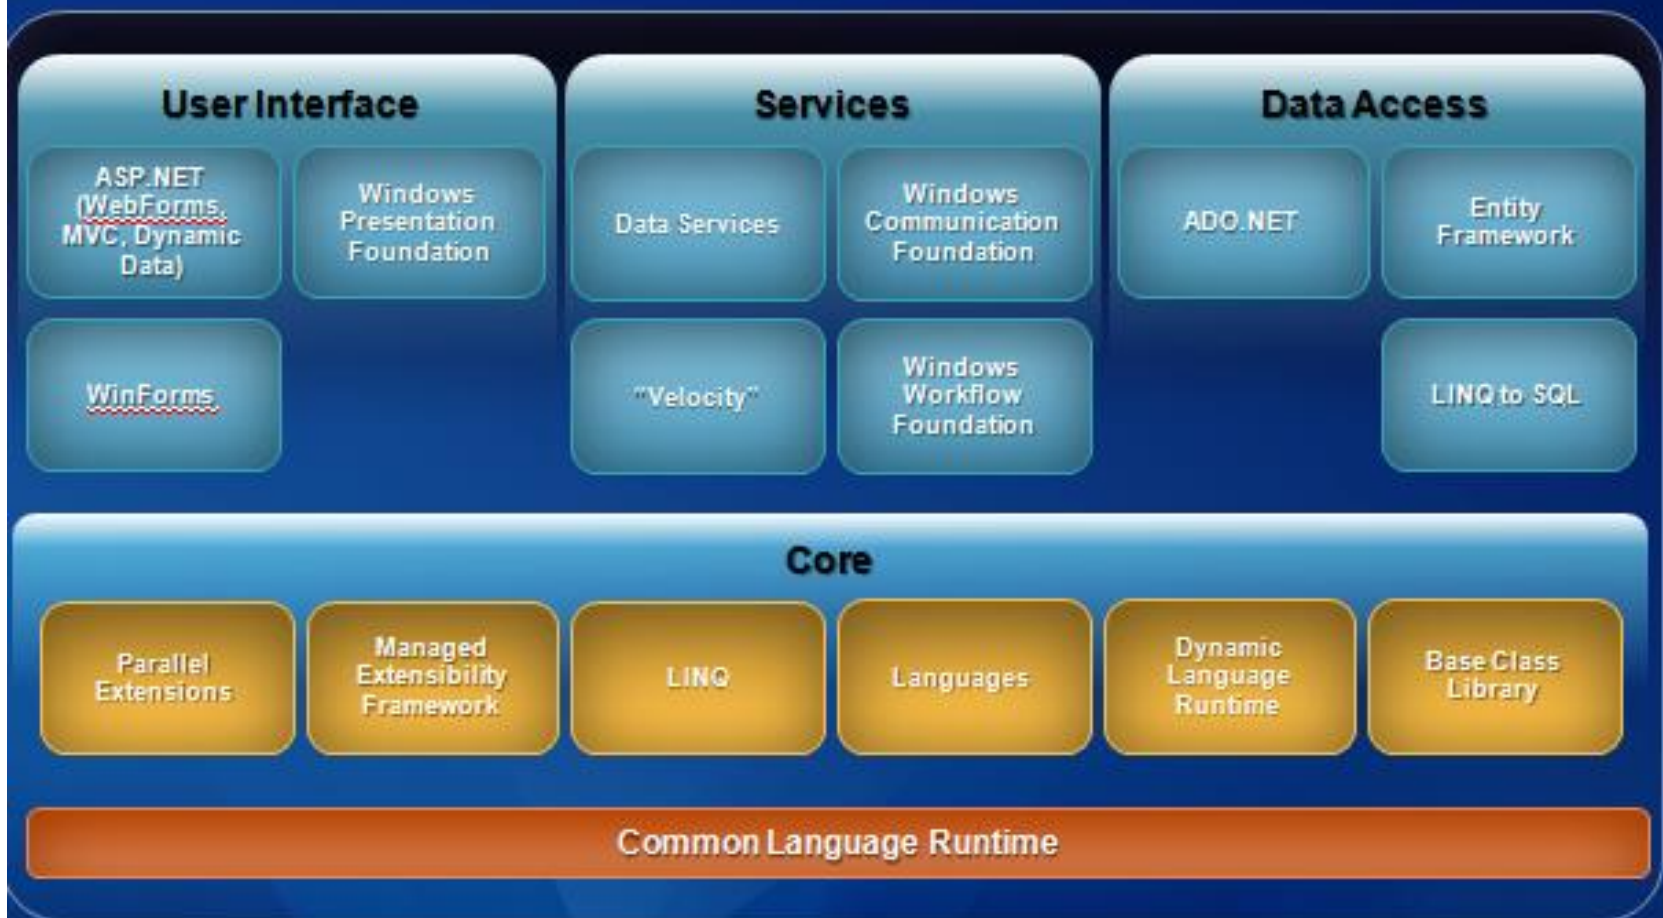 User Interface
ASP.NET
(WebForms,
MVC, Dynamic
Data)
Windows
Presentation
Foundation
WinForms
Services
Data Services
Windows
Communication
Foundation
"Velocity"
Windows
Workflow
Foundation
Data Access
ADO.NET
Entity
Framework
LINQ to SQL
Core
Parallel
Extensions
Managed
Extensibility
Framework
LINQ
Languages
Dynamic
Language
Runtime
Base Class
Library
Common Language Runtime